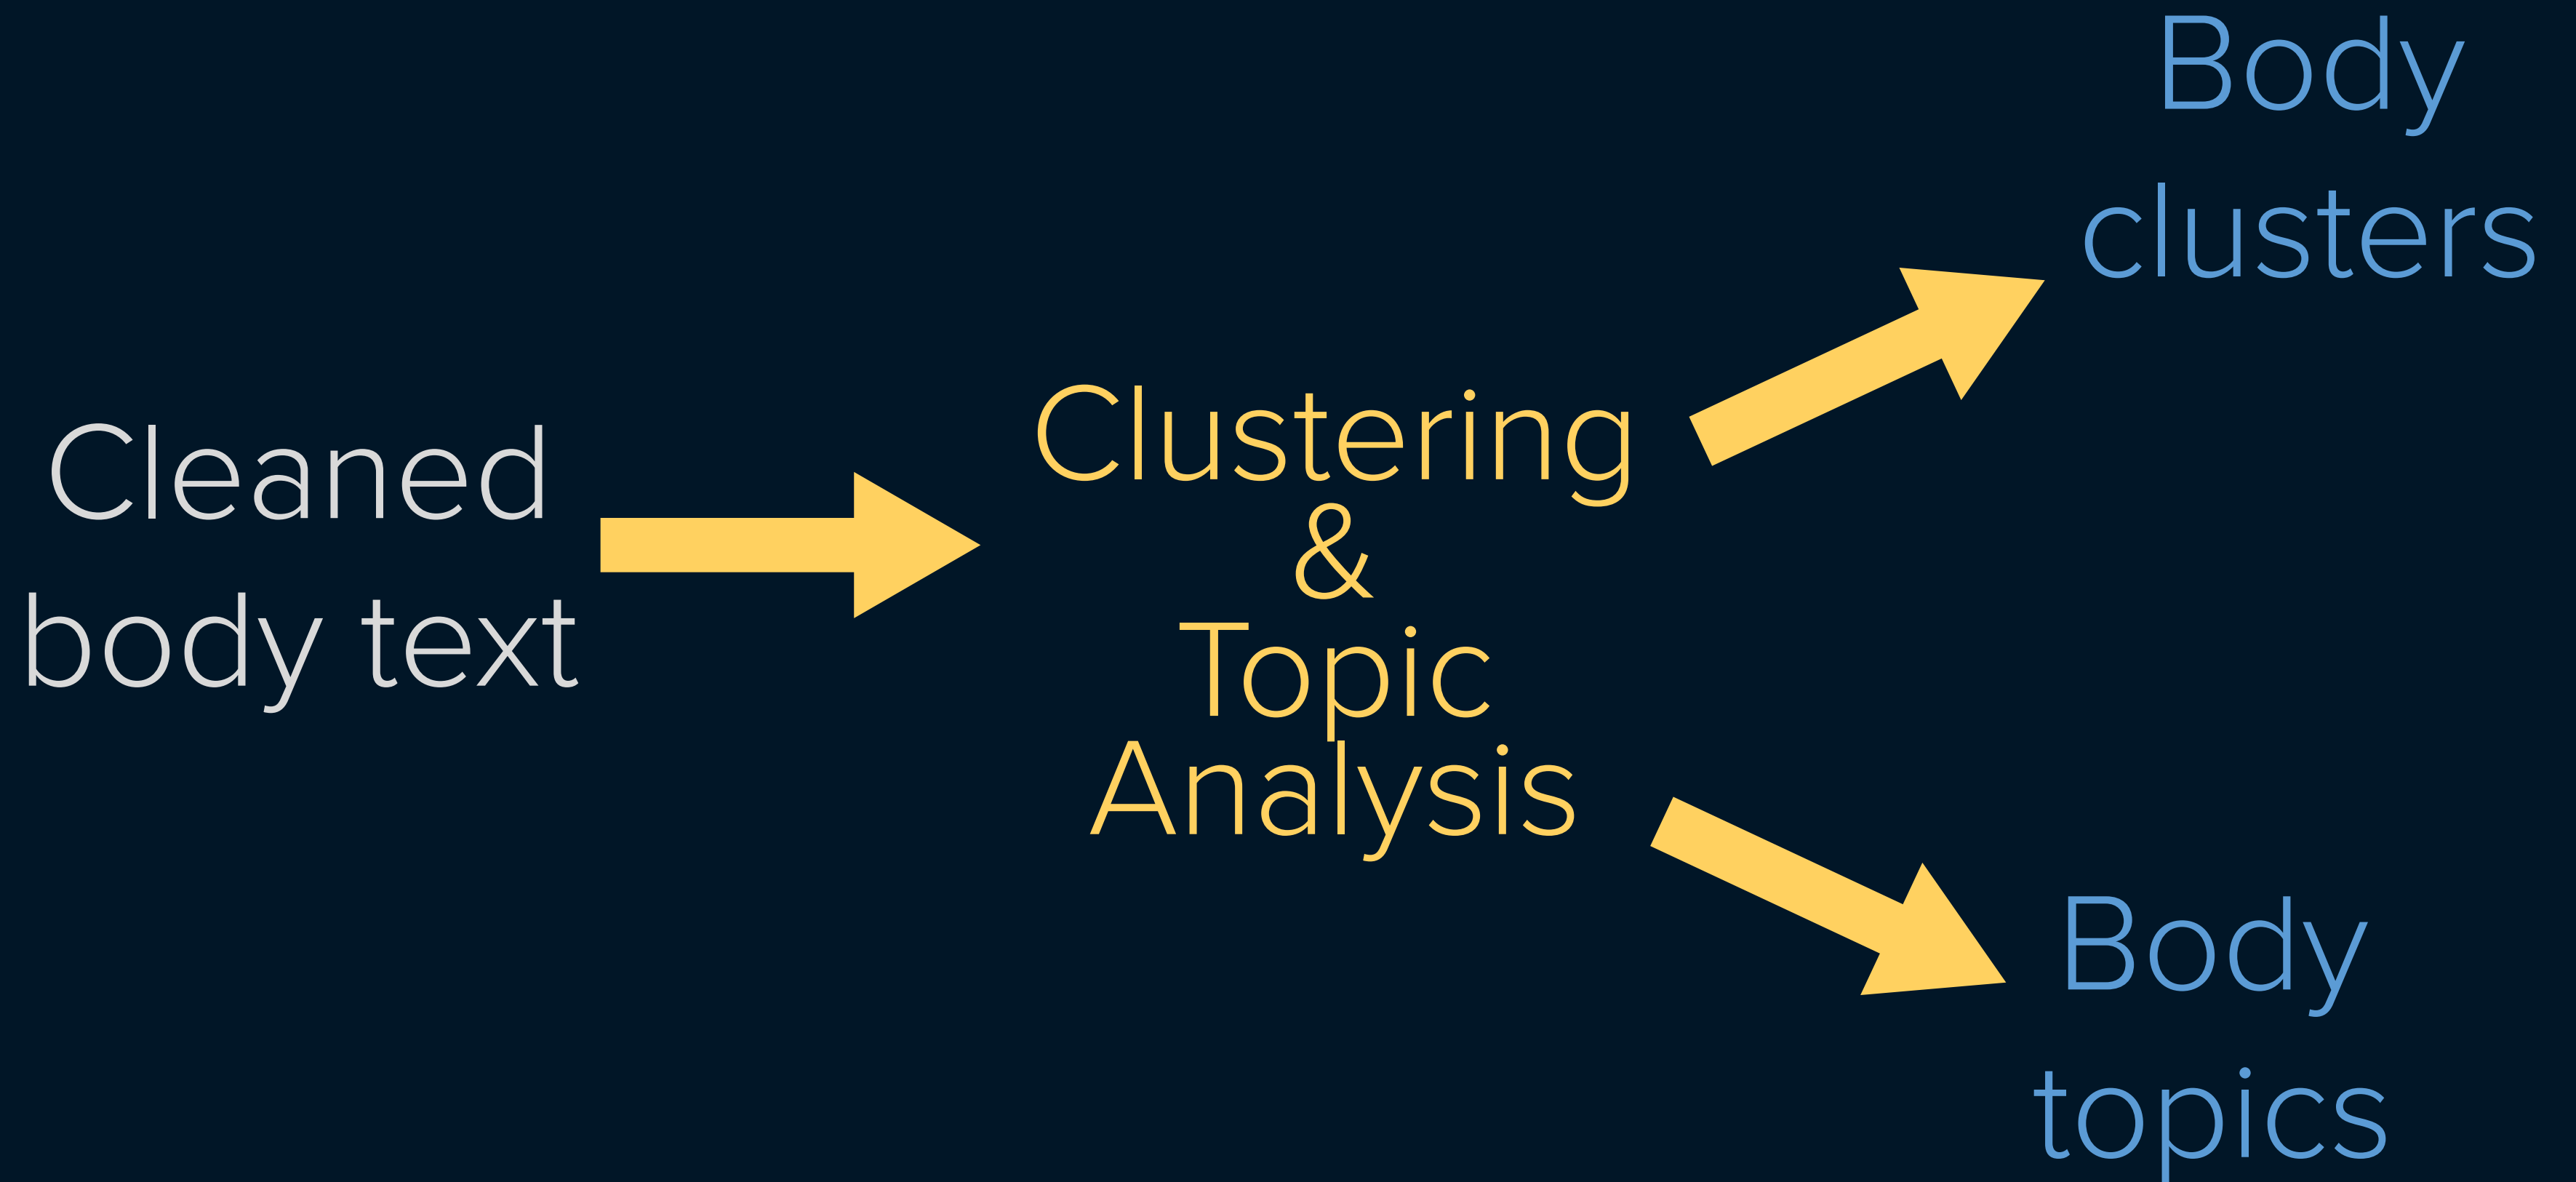 Cleaned
body text
Clustering
&
Topic
Analysis
Body
clusters
Body
topics